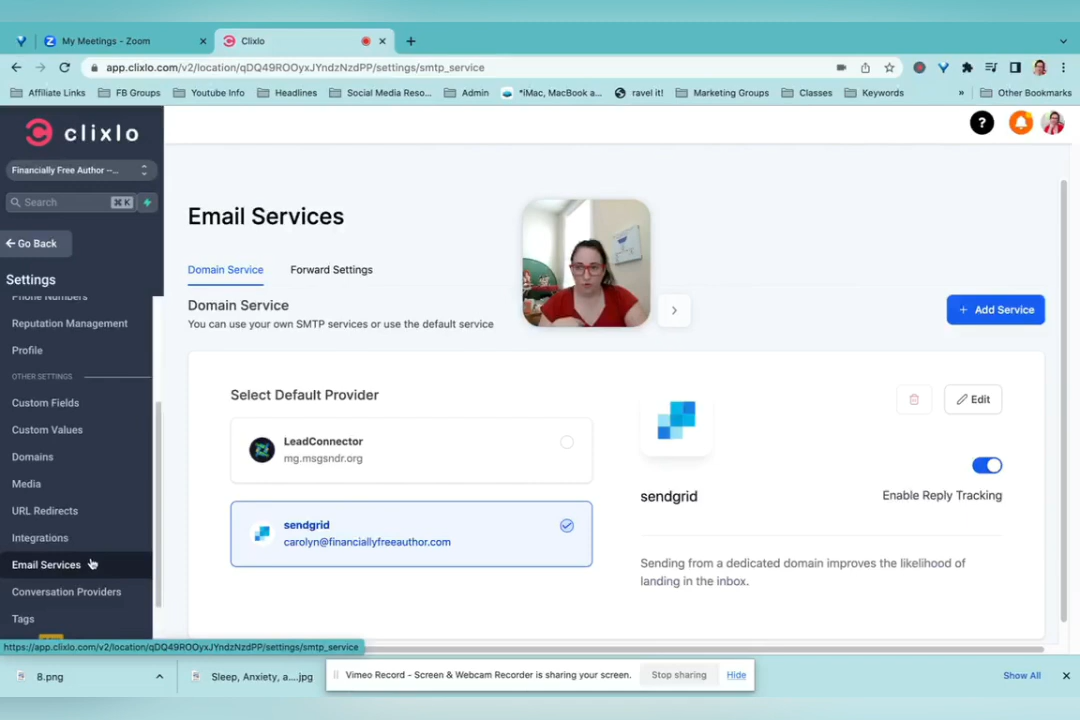 My Meetings - Zoom
Clixlo
app.clixlo.com/v2/location/qDQ49ROOyxJYndzNzdPP/settings/smtp_service
Affiliate Links
FB Groups
Youtube Info
Headlines
Social Media Reso...
Admin
*iMac, MacBook a...
ravel it!
Marketing Groups
Classes
Keywords
»
Other Bookmarks
clixlo
Financially Free Author --...
Search
⌘ K
Go Back
Settings
Phone Numbers
Reputation Management
Profile
OTHER SETTINGS
Custom Fields
Custom Values
Domains
Media
URL Redirects
Integrations
Email Services
Conversation Providers
Tags
https://app.clixlo.com/v2/location/qDQ49ROOyxJYndzNzdPP/settings/smtp_service
Email Services
Domain Service
Forward Settings
Domain Service
You can use your own SMTP services or use the default service
+ Add Service
Select Default Provider
LeadConnector
mg.msgsndr.org
sendgrid
carolyn@financiallyfreeauthor.com
Edit
sendgrid
Enable Reply Tracking
Sending from a dedicated domain improves the likelihood of
landing in the inbox.
8.png
Sleep, Anxiety, a....jpg
Vimeo Record - Screen & Webcam Recorder is sharing your screen.
Stop sharing
Hide
Show All